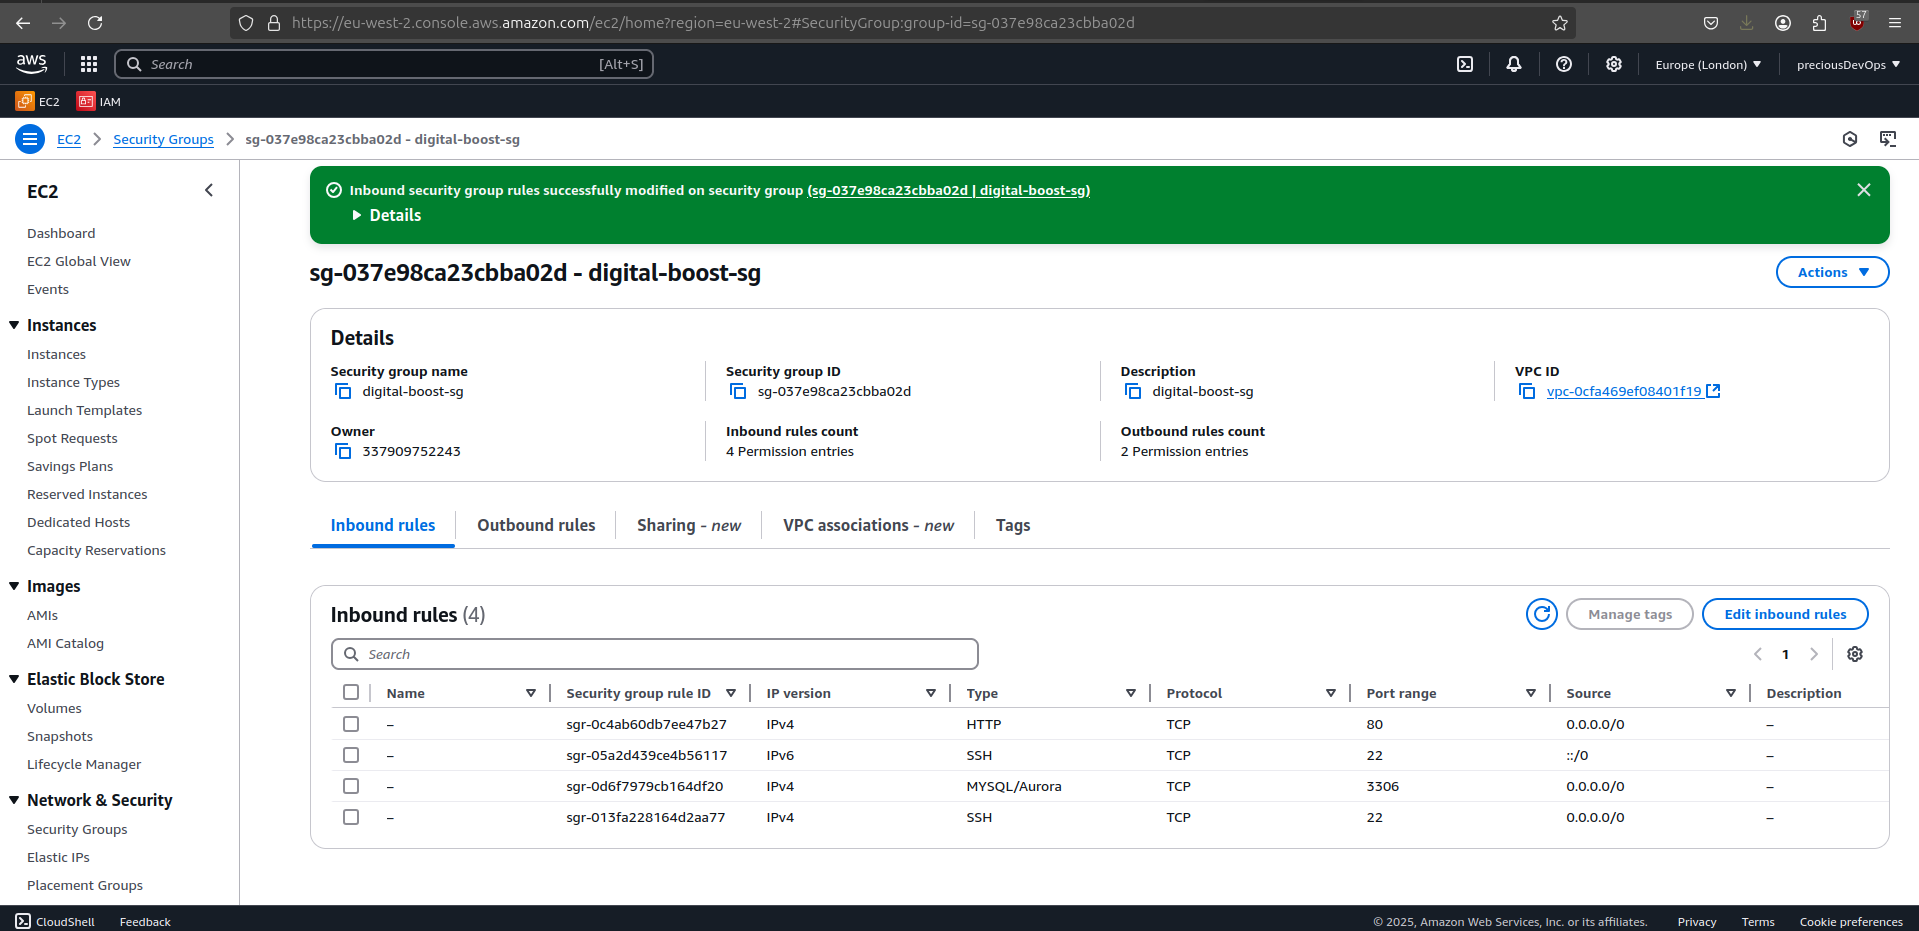 https://eu-west-2.console.aws.amazon.com/ec2/home?region=eu-west-2#SecurityGroup:group-id=sg-037e98ca23cbba02d
57
aws
Search
[Alt+S]
Europe (London)
preciousDevOps
EC2
IAM
EC2
Security Groups
sg-037e98ca23cbba02d - digital-boost-sg
EC2
Dashboard
EC2 Global View
Events
Instances
Instances
Instance Types
Launch Templates
Spot Requests
Savings Plans
Reserved Instances
Dedicated Hosts
Capacity Reservations
Images
AMIs
AMI Catalog
Elastic Block Store
Volumes
Snapshots
Lifecycle Manager
Network & Security
Security Groups
Elastic IPs
Placement Groups
Inbound security group rules successfully modified on security group (sg-037e98ca23cbba02d | digital-boost-sg)
Details
sg-037e98ca23cbba02d - digital-boost-sg
Actions
Details
Security group name
digital-boost-sg
Security group ID
sg-037e98ca23cbba02d
Description
digital-boost-sg
VPC ID
vpc-0cfa469ef08401f19
Owner
337909752243
Inbound rules count
4 Permission entries
Outbound rules count
2 Permission entries
Inbound rules
Outbound rules
Sharing - new
VPC associations - new
Tags
Inbound rules (4)
Manage tags
Edit inbound rules
Search
1
Name Security group rule ID IP version Type Protocol Port range Source Description
– sgr-0c4ab60db7ee47b27 IPv4 HTTP TCP 80 0.0.0.0/0 –
– sgr-05a2d439ce4b56117 IPv6 SSH TCP 22 ::/0 –
– sgr-0d6f7979cb164df20 IPv4 MYSQL/Aurora TCP 3306 0.0.0.0/0 –
– sgr-013fa228164d2aa77 IPv4 SSH TCP 22 0.0.0.0/0 –
CloudShell
Feedback
© 2025, Amazon Web Services, Inc. or its affiliates.
Privacy
Terms
Cookie preferences